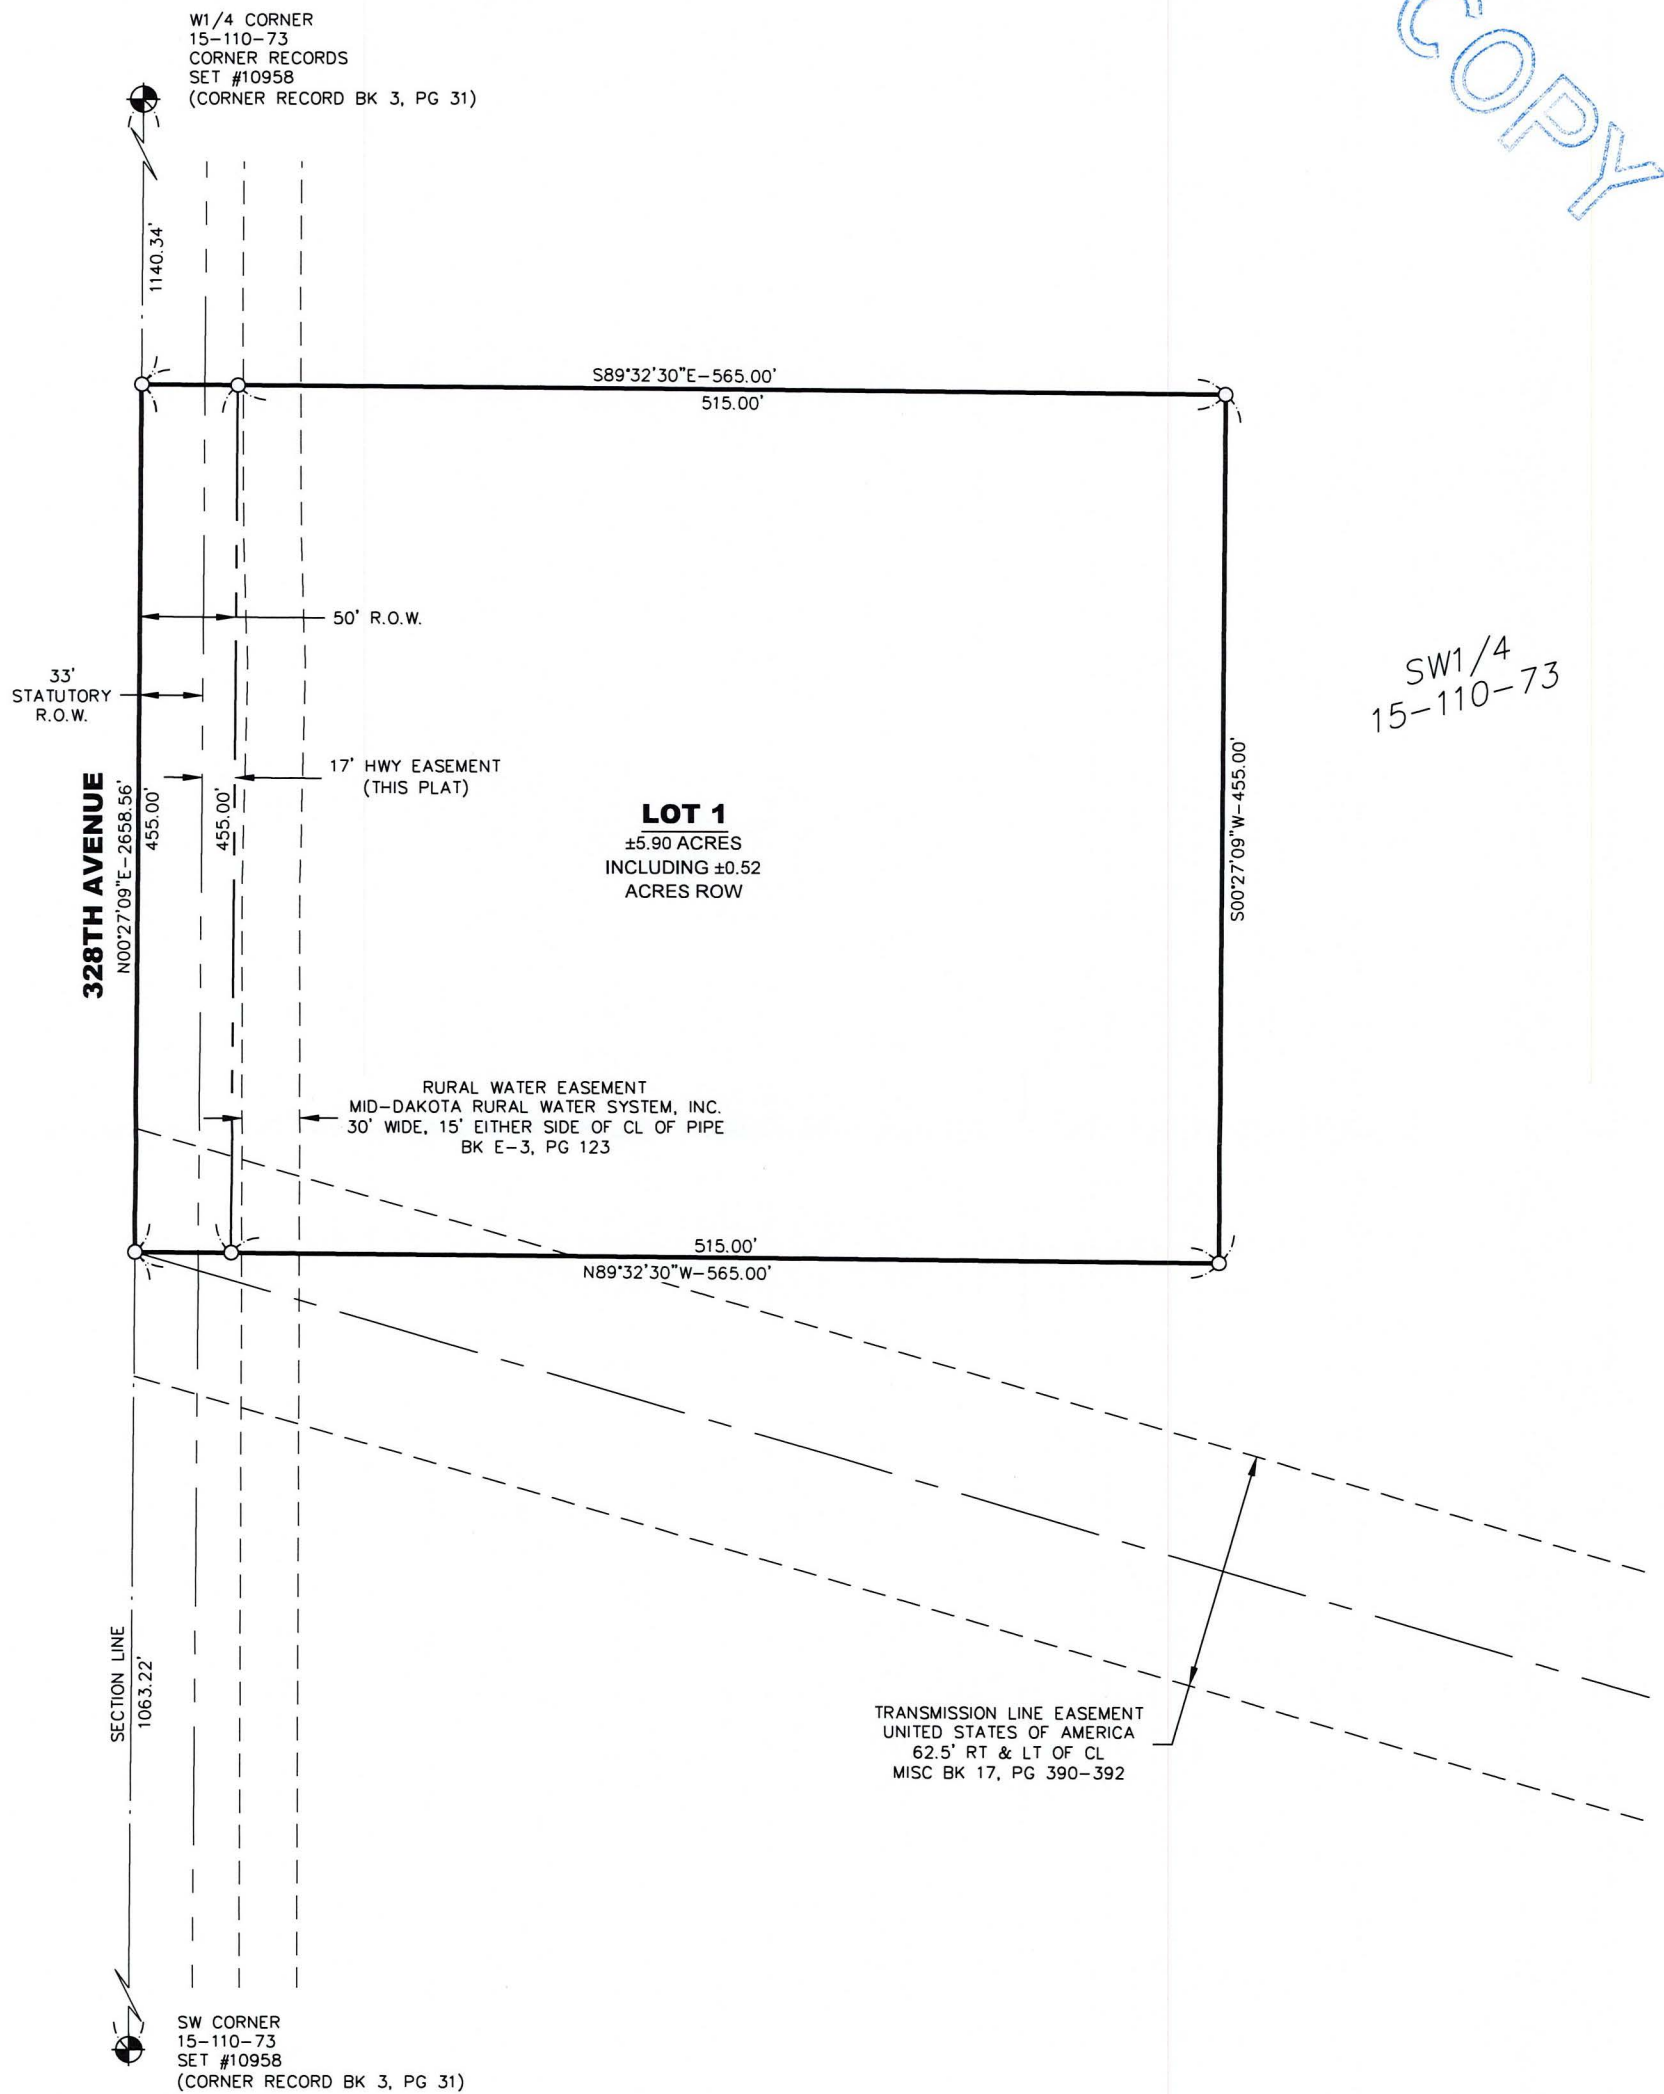 W1/4 CORNER
15-110-73
CORNER RECORDS
SET #10958
(CORNER RECORD BK 3, PG 31)
COPY
1140.34'
S89°32'30"E-565.00'
515.00'
50' R.O.W.
33'
STATUTORY
R.O.W.
SW1/4
15-110-73
17' HWY EASEMENT
(THIS PLAT)
328TH AVENUE
N00°27'09"E-2658.56'
455.00'
455.00'
LOT 1
±5.90 ACRES
INCLUDING ±0.52
ACRES ROW
S00°27'09"W-455.00'
RURAL WATER EASEMENT
MID-DAKOTA RURAL WATER SYSTEM, INC.
30' WIDE, 15' EITHER SIDE OF CL OF PIPE
BK E-3, PG 123
515.00'
N89°32'30"W-565.00'
SECTION LINE
1063.22'
TRANSMISSION LINE EASEMENT
UNITED STATES OF AMERICA
62.5' RT & LT OF CL
MISC BK 17, PG 390-392
SW CORNER
15-110-73
SET #10958
(CORNER RECORD BK 3, PG 31)